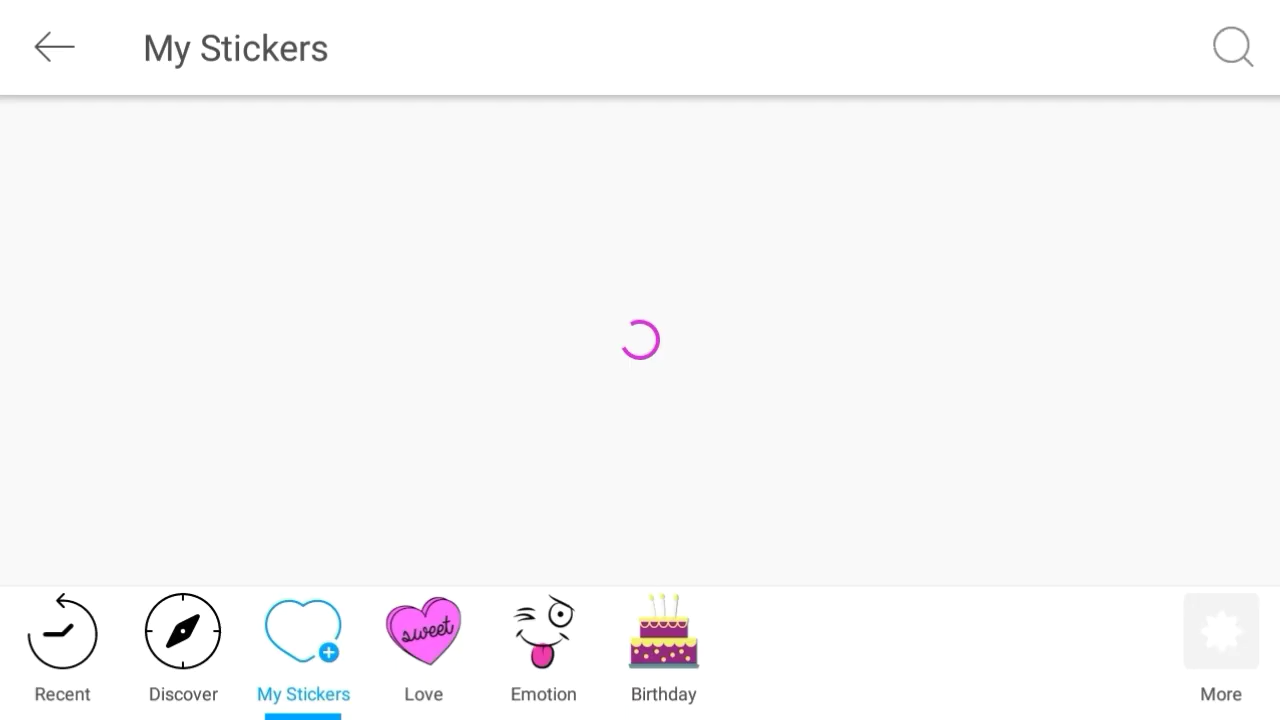 My Stickers
sweet
Recent
Discover
My Stickers
Love
Emotion
Birthday
More